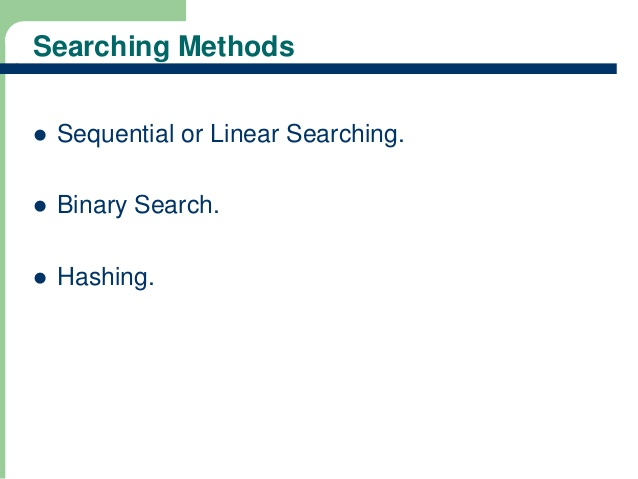 Searching Methods
Sequential or Linear Searching.
Binary Search.
Hashing.